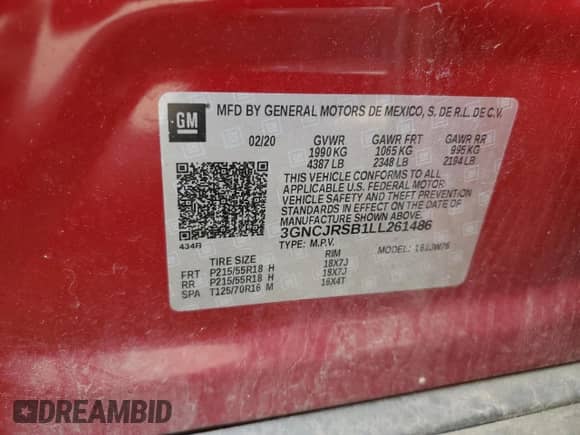 GM
MFD BY GENERAL MOTORS DE MEXICO, S. DE R.L. DE C.V.
02/20 GVWR GAWR FRT GAWR RR
1990 KG 1065 KG 995 KG
4387 LB 2348 LB 2194 LB
THIS VEHICLE CONFORMS TO ALL
APPLICABLE U.S. FEDERAL MOTOR
VEHICLE SAFETY AND THEFT PREVENTION
STANDARDS IN EFFECT ON THE DATE OF
MANUFACTURE SHOWN ABOVE.
3GNCJRSB1LL261486
434R
TYPE: M.P.V. MODEL: 1SIJW76
TIRE SIZE RIM
FRT P215/55R18 H 18X7J
RR P215/55R18 H 18X7J
SPA T125/70R16 M 16X4T
DREAMBID